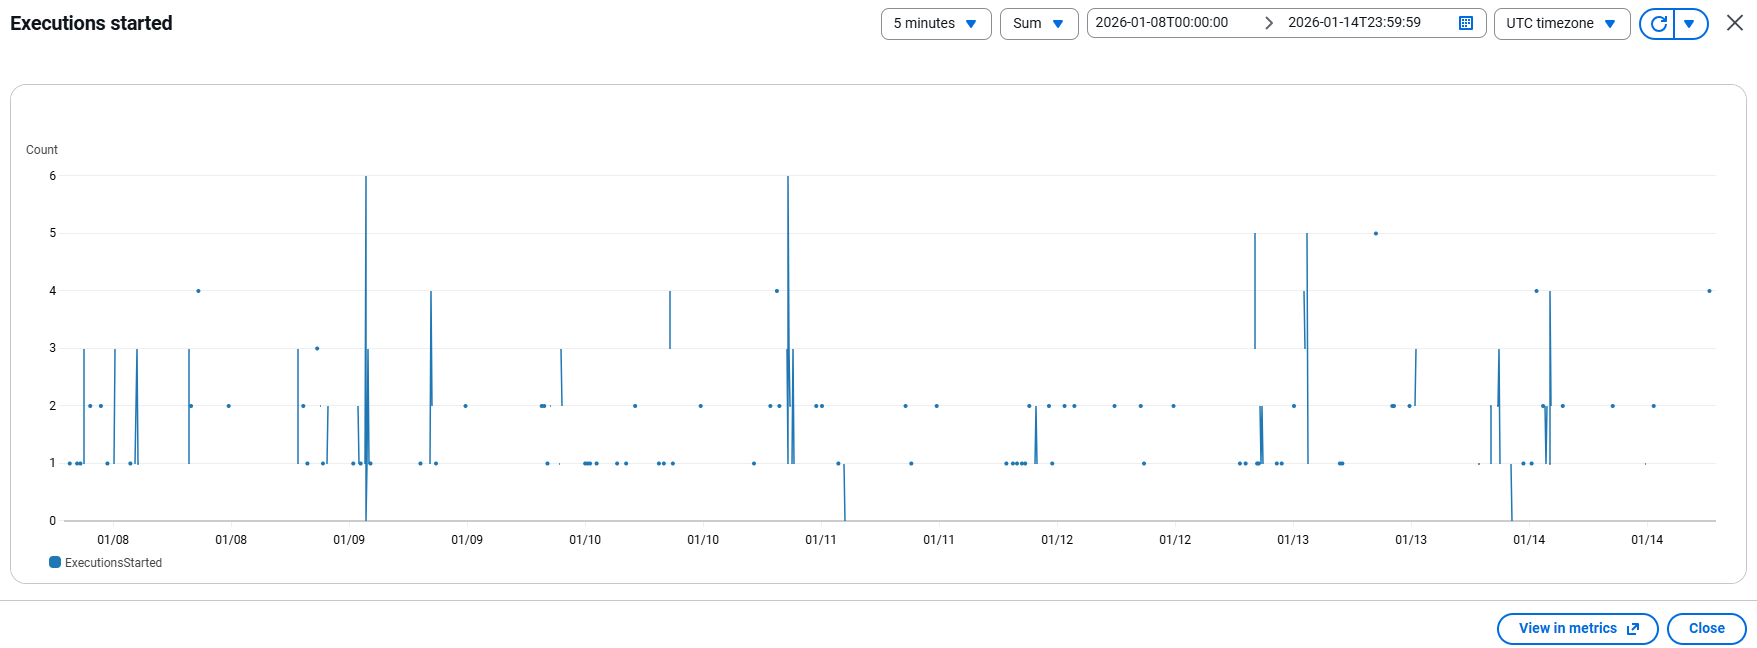 Executions started
5 minutes
Sum
2026-01-08T00:00:00
2026-01-14T23:59:59
UTC timezone
Count
6
5
4
3
2
1
0
01/08 01/08 01/09 01/09 01/10 01/10 01/11 01/11 01/12 01/12 01/13 01/13 01/14 01/14
ExecutionsStarted
View in metrics
Close